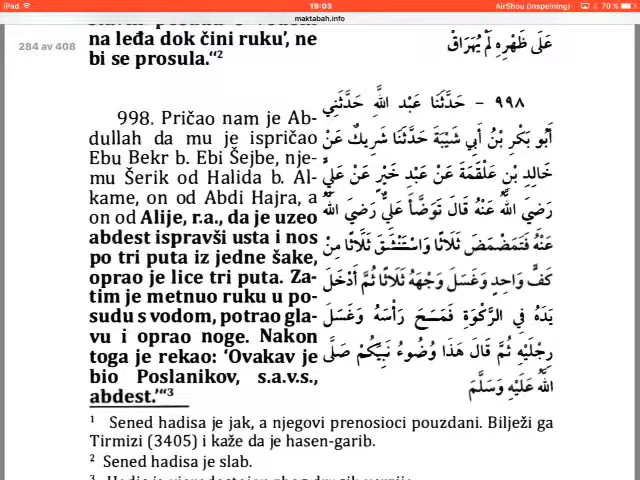 iPad
19:03
AirShou (inspelning)
70 %
maktabah.info
284 av 408
na leđa dok čini ruku’, ne
bi se prosula.“2
عَلَى ظَهْرِهِ لَمْ يُهَرَاقْ
998. Pričao nam je Ab-
dullah da mu je ispričao
Ebu Bekr b. Ebi Šejbe, nje-
mu Šerik od Halida b. Al-
kame, on od Abdi Hajra, a
on od Alije, r.a., da je uzeo
abdest ispravši usta i nos
po tri puta iz jedne šake,
oprao je lice tri puta. Za-
tim je metnuo ruku u po-
sudu s vodom, potrao gla-
vu i oprao noge. Nakon
toga je rekao: ‘Ovakav je
bio Poslanikov, s.a.v.s.,
abdest.’“3
٩٩٨ – حَدَّثَنَا عَبْد اللَّهِ حَدَّثَنِي
أَبُو بَكْرِ بْنُ أَبِي شَيْبَةَ حَدَّثَنَا شَرِيكٌ عَنْ
خَالِدِ بْنِ عَلْقَمَةَ عَنْ عَبْدِ خَيْرٍ عَنْ عَلِيٍّ
رَضِيَ اللَّهُ عَنْهُ قَالَ تَوَضَّأَ عَلِيٌّ رَضِيَ اللَّهُ
عَنْهُ فَتَمَضْمَضَ ثَلَاثًا وَاسْتَنْشَقَ ثَلَاثًا مِنْ
كَفٍّ وَاحِدٍ وَغَسَلَ وَجْهَهُ ثَلَاثًا ثُمَّ أَدْخَلَ
يَدَهُ فِي الرَّكْوَةِ فَمَسَحَ رَأْسَهُ وَغَسَلَ
رِجْلَيْهِ ثُمَّ قَالَ هَذَا وُضُوءُ نَبِيِّكُمْ صَلَّى
اللَّهُ عَلَيْهِ وَسَلَّمَ
1 Sened hadisa je jak, a njegovi prenosioci pouzdani. Bilježi ga
Tirmizi (3405) i kaže da je hasen-garib.
2 Sened hadisa je slab.